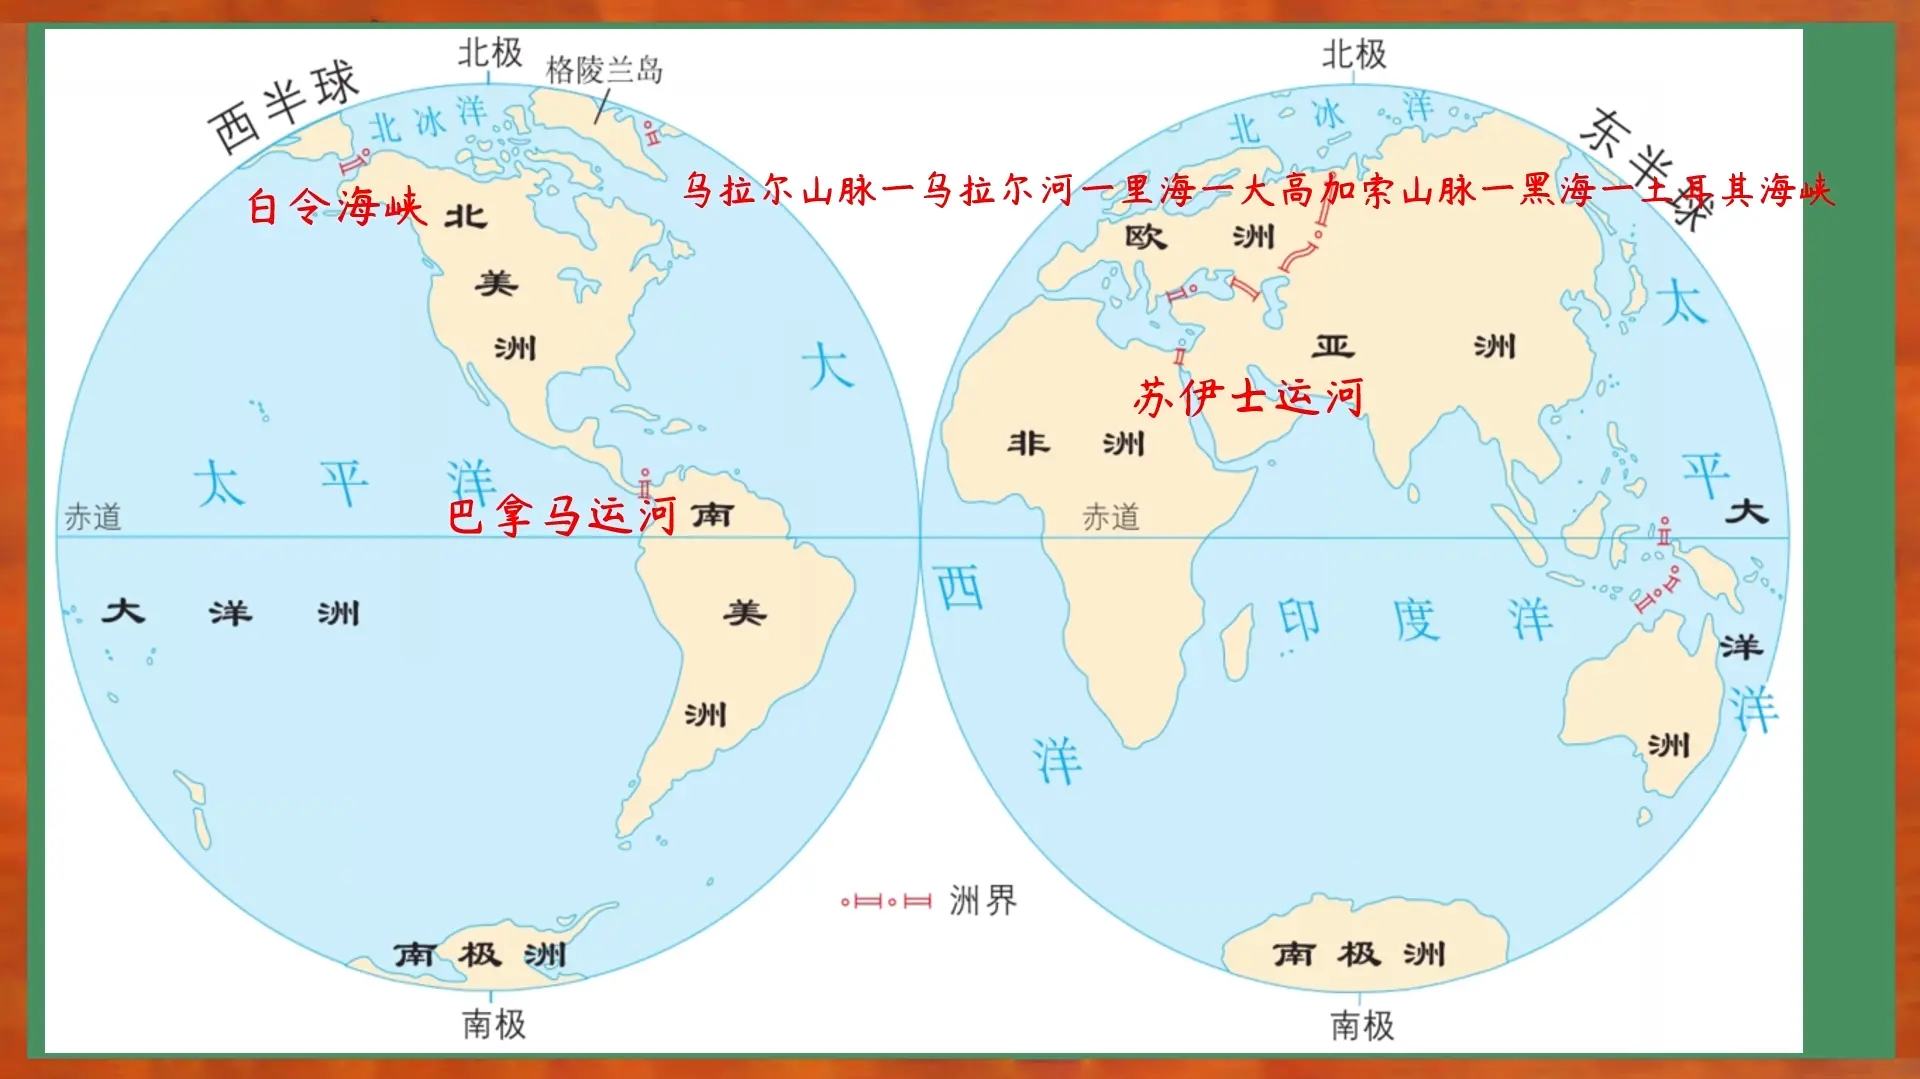 北极
格陵兰岛
西半球
北冰洋
白令海峡
北美洲
大
太平洋
巴拿马运河
赤道
南美洲
大洋洲
南极洲
南极
北极
东半球
北冰洋
乌拉尔山脉一乌拉尔河一里海一大高加索山脉一黑海一土耳其海峡
欧洲
亚洲
苏伊士运河
非洲
赤道
太平洋
大洋洲
西洋
印度洋
南极洲
南极
洲界